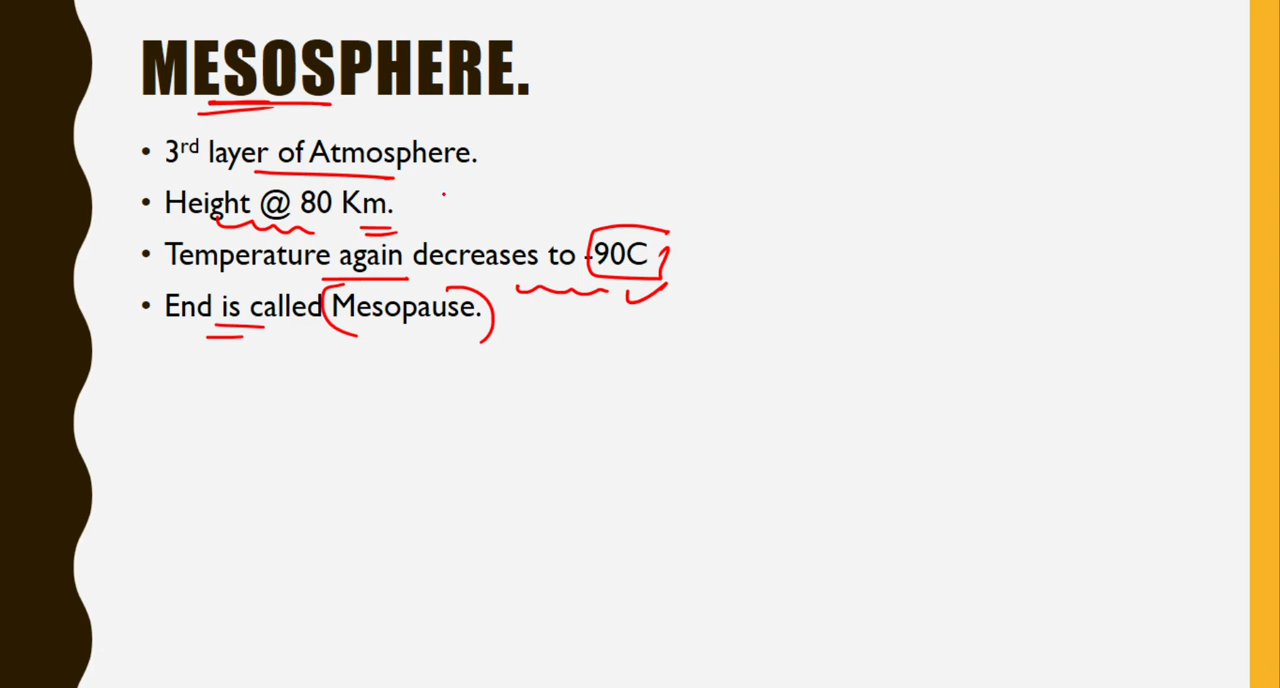 MESOSPHERE.
• 3rd layer of Atmosphere.
• Height @ 80 Km.
• Temperature again decreases to -90C
• End is called Mesopause.